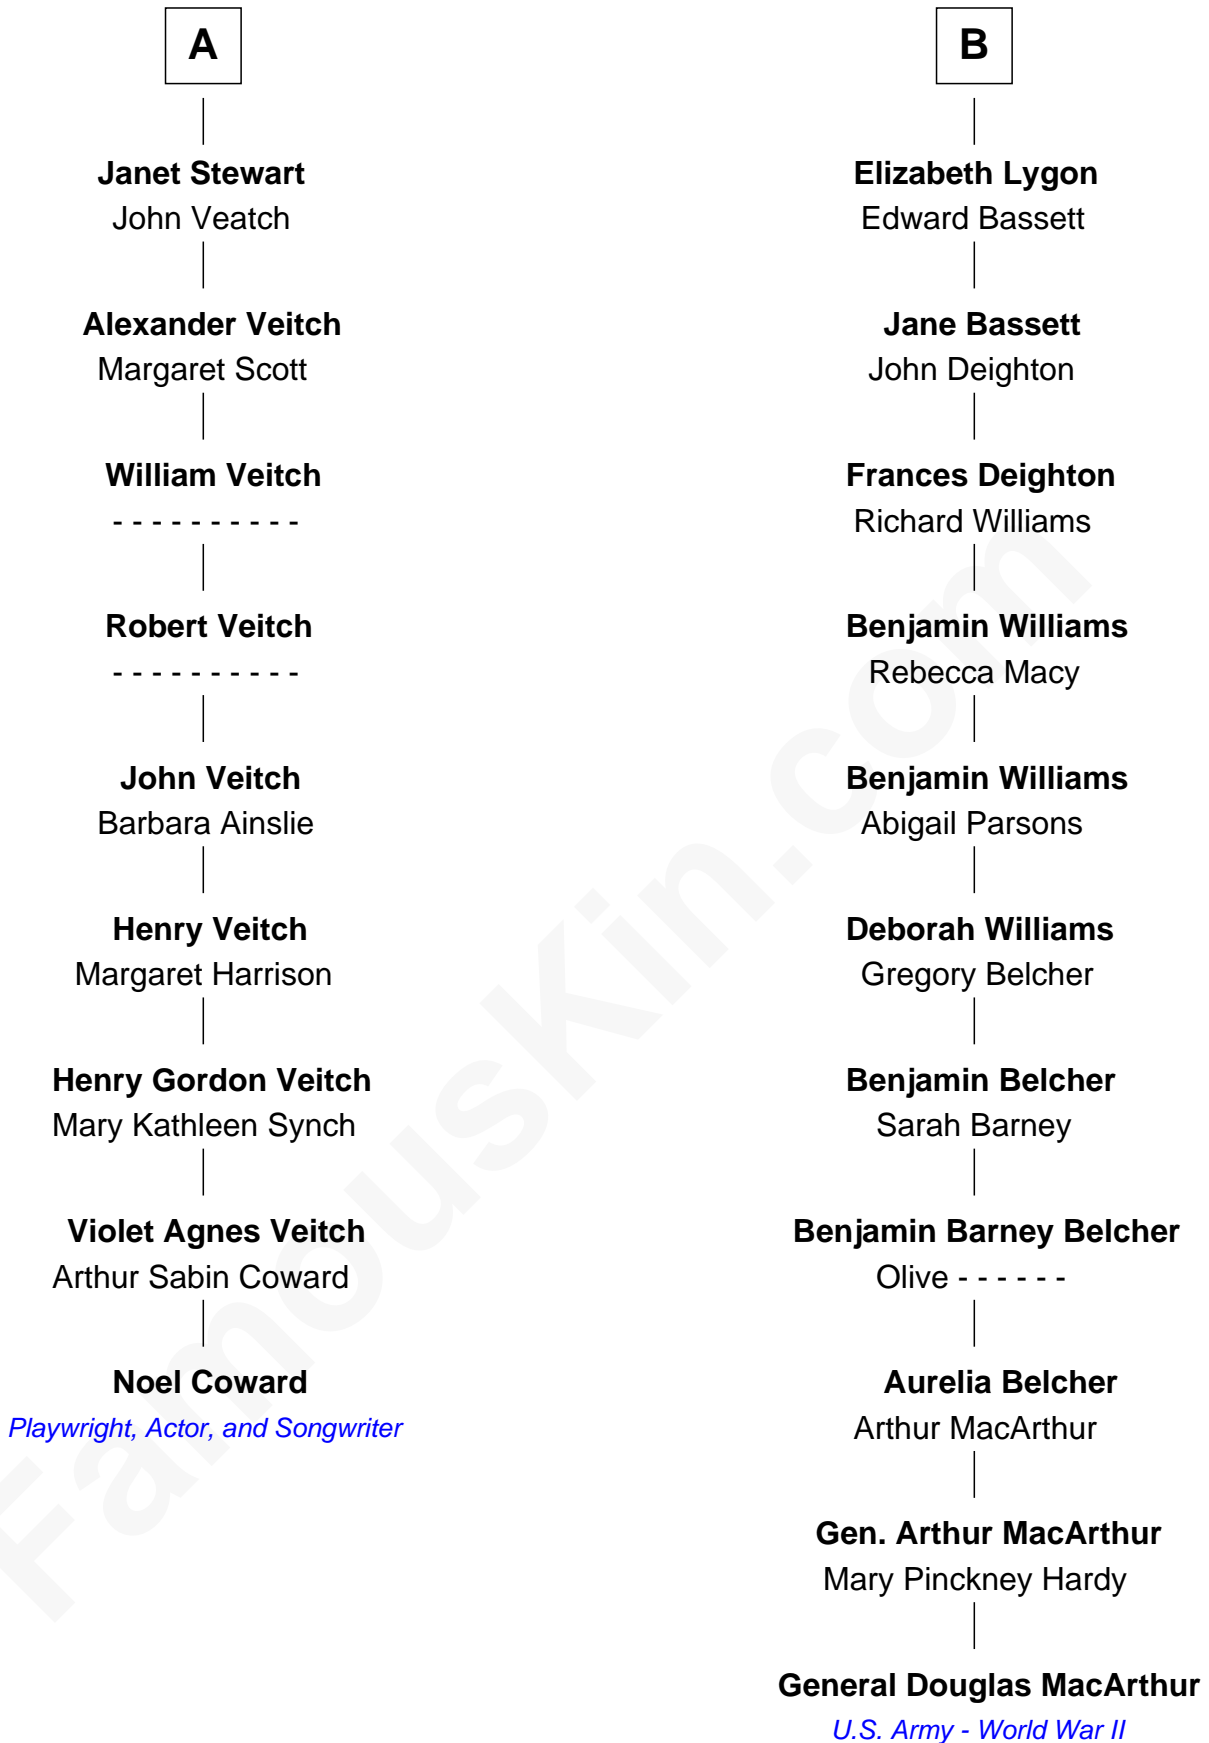 A
Janet Stewart
John Veatch
Alexander Veitch
Margaret Scott
William Veitch
- - - - - - - - - -
Robert Veitch
- - - - - - - - - -
John Veitch
Barbara Ainslie
Henry Veitch
Margaret Harrison
Henry Gordon Veitch
Mary Kathleen Synch
Violet Agnes Veitch
Arthur Sabin Coward
Noel Coward
Playwright, Actor, and Songwriter
B
Elizabeth Lygon
Edward Bassett
Jane Bassett
John Deighton
Frances Deighton
Richard Williams
Benjamin Williams
Rebecca Macy
Benjamin Williams
Abigail Parsons
Deborah Williams
Gregory Belcher
Benjamin Belcher
Sarah Barney
Benjamin Barney Belcher
Olive - - - - - -
Aurelia Belcher
Arthur MacArthur
Gen. Arthur MacArthur
Mary Pinckney Hardy
General Douglas MacArthur
U.S. Army - World War II
FamousKin.com